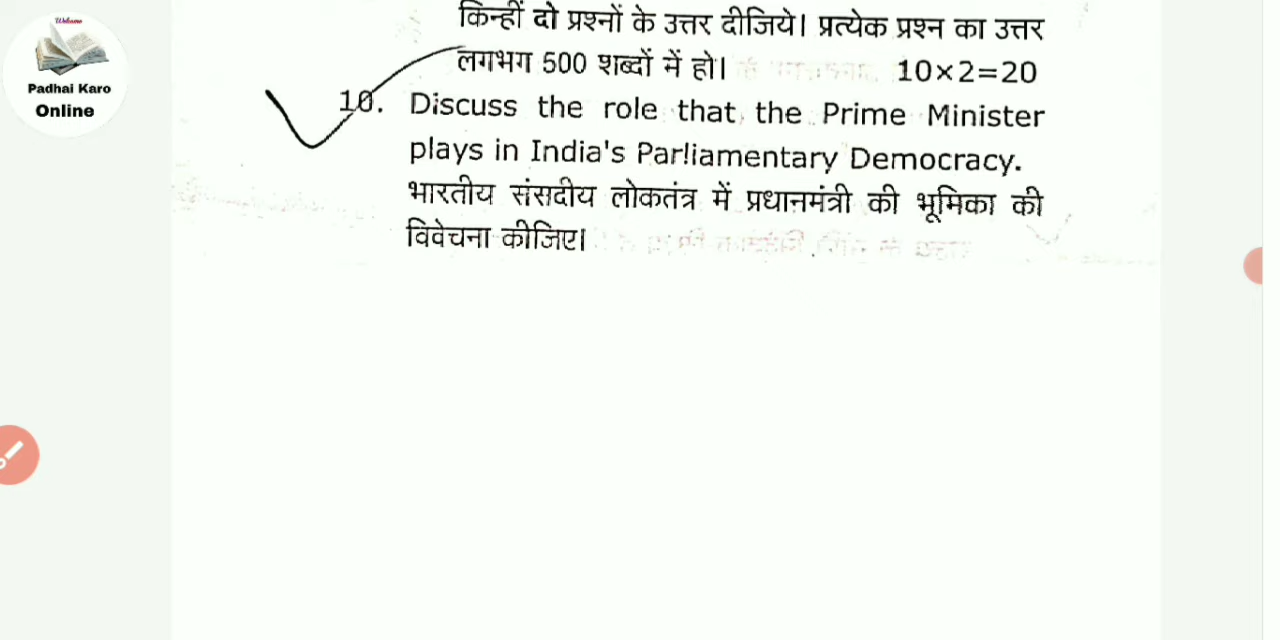 Welcome
Padhai Karo
Online
किन्हीं दो प्रश्नों के उत्तर दीजिये। प्रत्येक प्रश्न का उत्तर
लगभग 500 शब्दों में हो। 10×2=20
10. Discuss the role that the Prime Minister
plays in India's Parliamentary Democracy.
भारतीय संसदीय लोकतंत्र में प्रधानमंत्री की भूमिका की
विवेचना कीजिए।